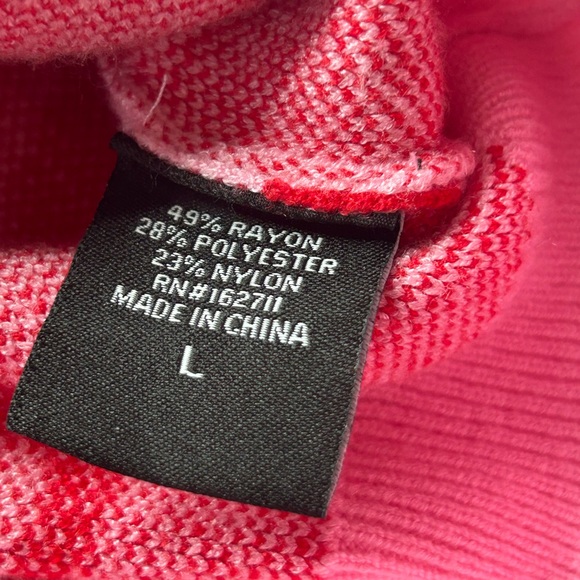 49% RAYON
28% POLYESTER
23% NYLON
RN#162711
MADE IN CHINA
L